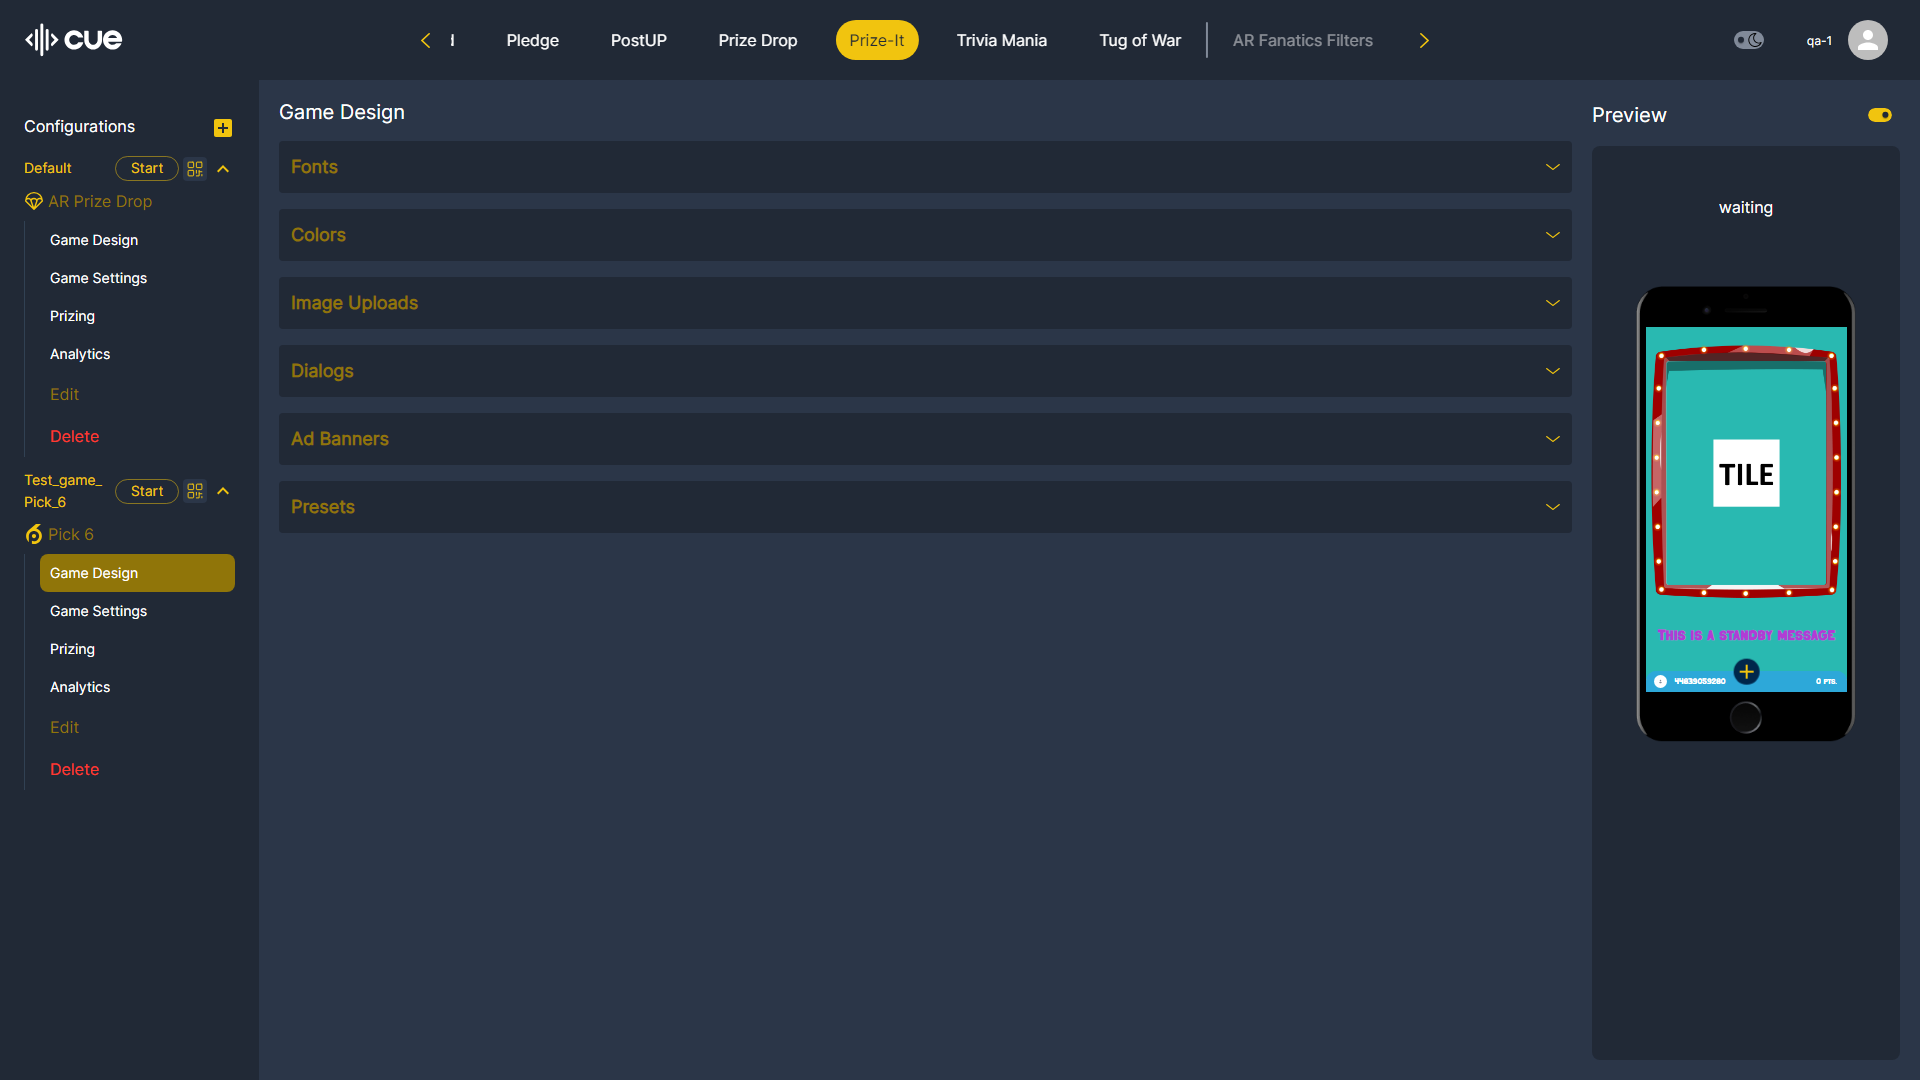 cue
Pledge
PostUP
Prize Drop
Prize-It
Trivia Mania
Tug of War
AR Fanatics Filters
qa-1
Configurations
Default
Start
AR Prize Drop
Game Design
Game Settings
Prizing
Analytics
Edit
Delete
Test_game_
Pick_6
Start
Pick 6
Game Design
Game Settings
Prizing
Analytics
Edit
Delete
Game Design
Fonts
Colors
Image Uploads
Dialogs
Ad Banners
Presets
Preview
waiting
TILE
THIS IS A STANDBY MESSAGE
0 PTS.